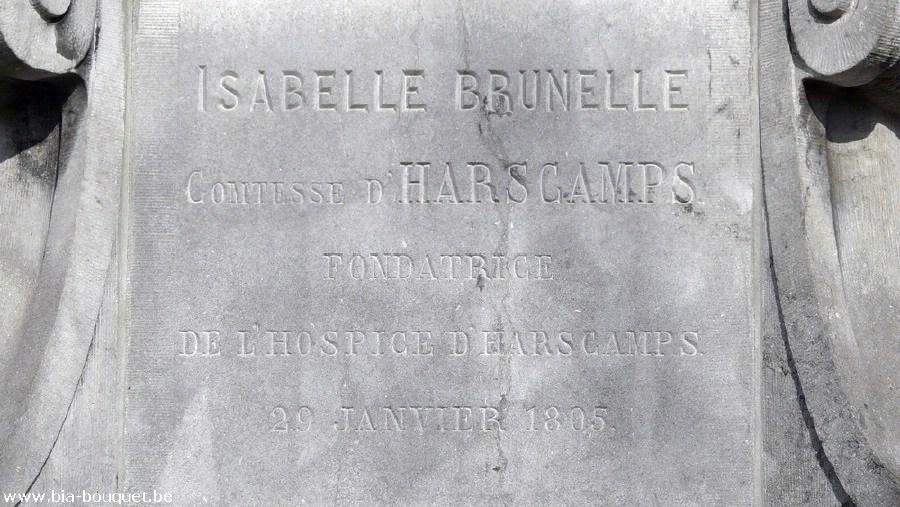 ISABELLE BRUNELLE
COMTESSE D'HARSCAMPS.
FONDATRICE
DE L'HOSPICE D'HARSCAMPS.
29 JANVIER 1805.
www.bia-bouquet.be